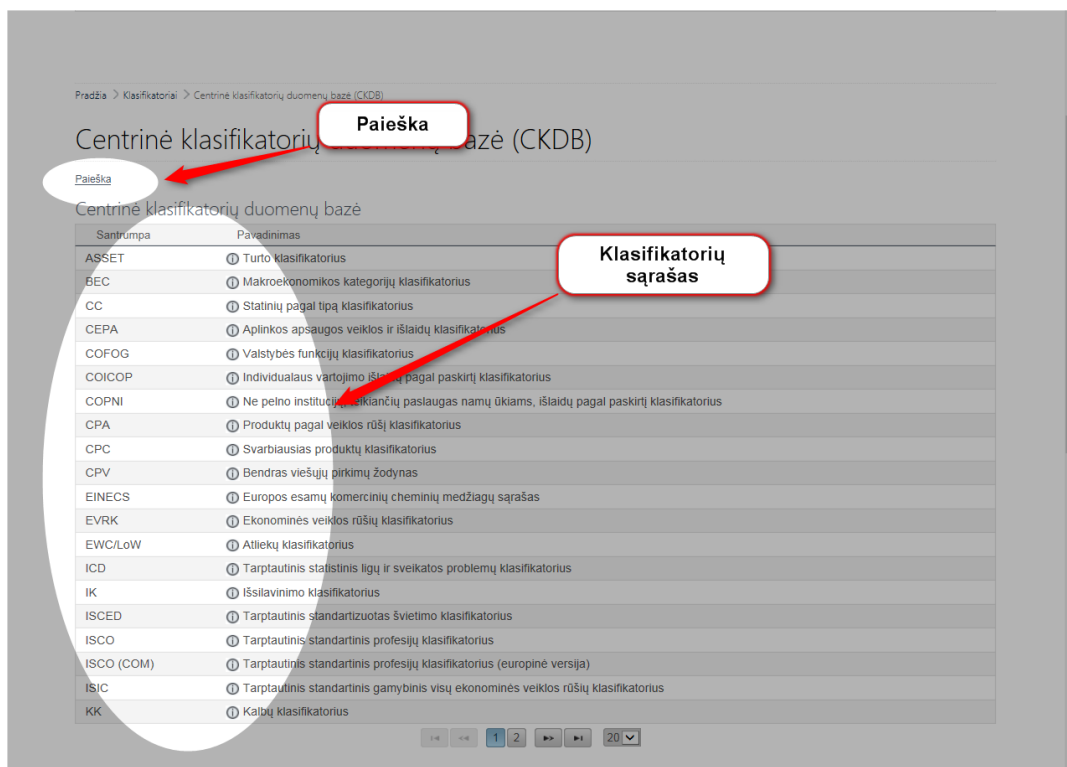 Pradžia > Klasifikatoriai > Centrinė klasifikatorių duomenų bazė (CKDB)
Paieška
Centrinė klasifikatorių duomenų bazė (CKDB)
Paieška
Centrinė klasifikatorių duomenų bazė
Santrumpa Pavadinimas
Klasifikatorių
sąrašas
ASSET Turto klasifikatorius
BEC Makroekonomikos kategorijų klasifikatorius
CC Statinių pagal tipą klasifikatorius
CEPA Aplinkos apsaugos veiklos ir išlaidų klasifikatorius
COFOG Valstybės funkcijų klasifikatorius
COICOP Individualaus vartojimo išlaidų pagal paskirtį klasifikatorius
COPNI Ne pelno institucijų, teikiančių paslaugas namų ūkiams, išlaidų pagal paskirtį klasifikatorius
CPA Produktų pagal veiklos rūšį klasifikatorius
CPC Svarbiausias produktų klasifikatorius
CPV Bendras viešųjų pirkimų žodynas
EINECS Europos esamų komercinių cheminių medžiagų sąrašas
EVRK Ekonominės veiklos rūšių klasifikatorius
EWC/LoW Atliekų klasifikatorius
ICD Tarptautinis statistinis ligų ir sveikatos problemų klasifikatorius
IK Išsilavinimo klasifikatorius
ISCED Tarptautinis standartizuotas švietimo klasifikatorius
ISCO Tarptautinis standartinis profesijų klasifikatorius
ISCO (COM) Tarptautinis standartinis profesijų klasifikatorius (europinė versija)
ISIC Tarptautinis standartinis gamybinis visų ekonominės veiklos rūšių klasifikatorius
KK Kalbų klasifikatorius
1 2 20